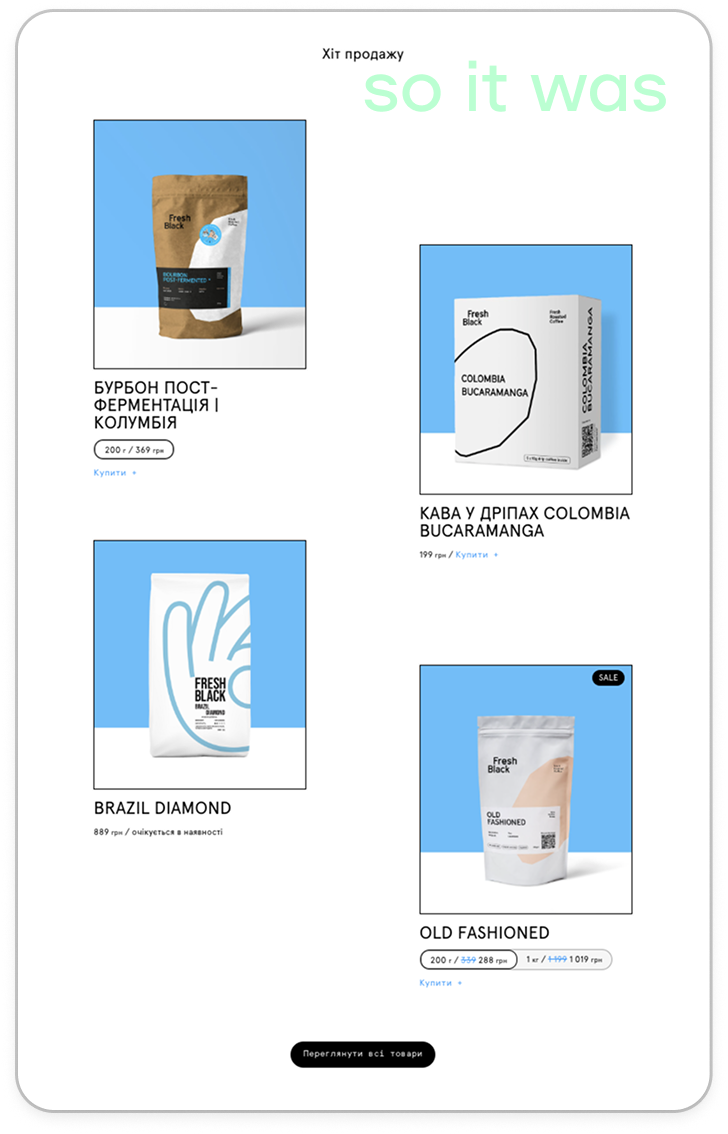 Хіт продажу
so it was
Fresh
Black
BOURBON
POST-FERMENTED
БУРБОН ПОСТ-
ФЕРМЕНТАЦІЯ |
КОЛУМБІЯ
200 г / 369 грн
Купити +
Fresh
Black
Fresh
Roasted
Coffee
COLOMBIA
BUCARAMANGA
COLOMBIA
BUCARAMANGA
КАВА У ДРІПАХ COLOMBIA
BUCARAMANGA
199 грн / Купити +
FRESH
BLACK
BRAZIL
DIAMOND
BRAZIL DIAMOND
889 грн / очікується в наявності
SALE
Fresh
Black
OLD
FASHIONED
OLD FASHIONED
200 г / 339 288 грн 1 кг / 1 199 1 019 грн
Купити +
Переглянути всі товари